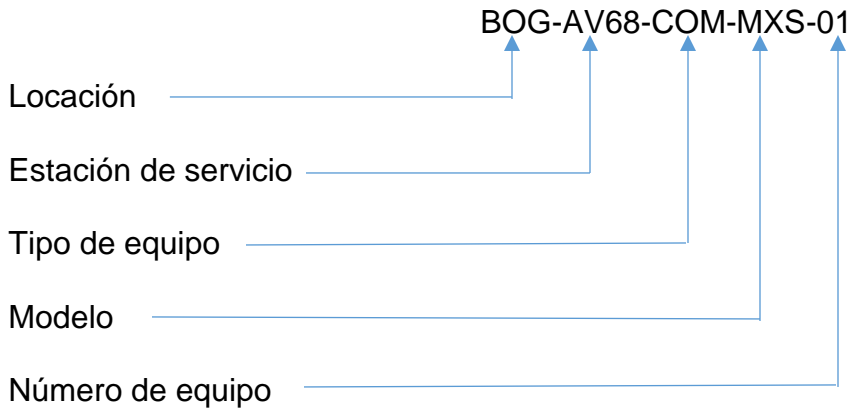 BOG-AV68-COM-MXS-01
Locación
Estación de servicio
Tipo de equipo
Modelo
Número de equipo